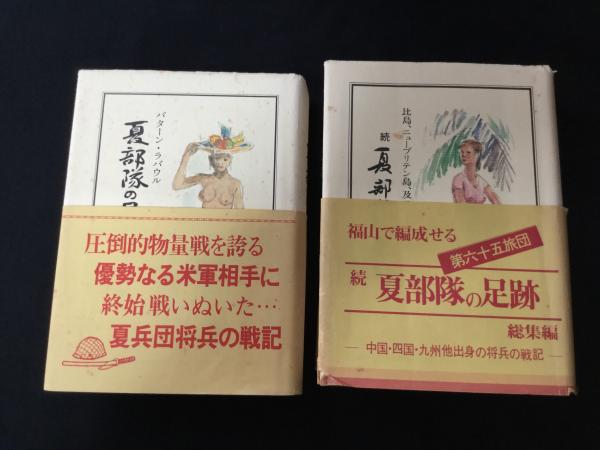 バターン・ラバウル
夏部隊の
圧倒的物量戦を誇る
優勢なる米軍相手に
終始戦いぬいた…
夏兵団将兵の戦記
比島、ニューブリテン島、及
続 夏部
福山で編成せる
第六十五旅団
続 夏部隊の足跡
総集編
中国・四国・九州他出身の将兵の戦記